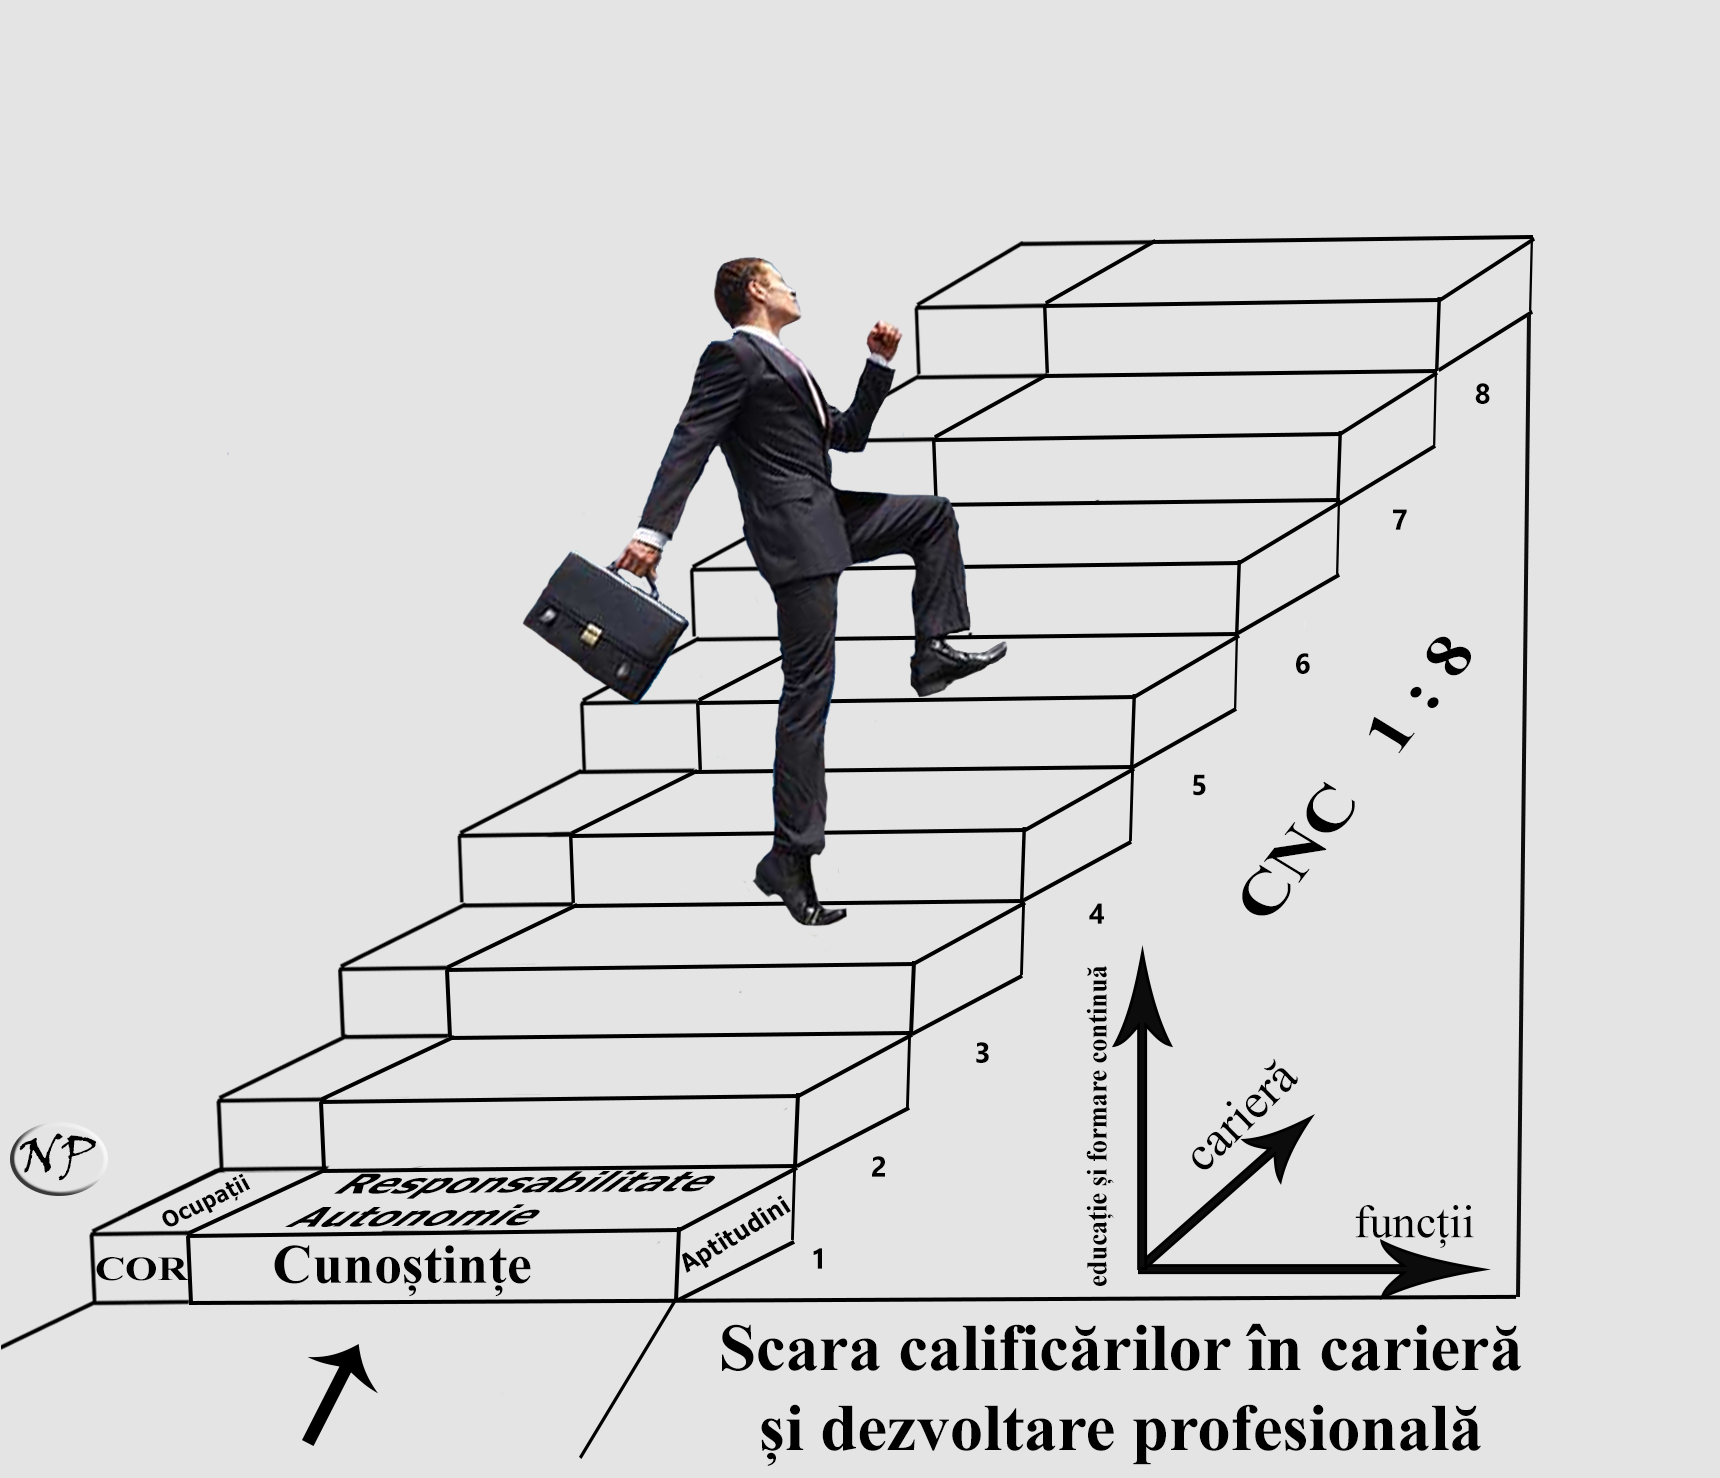 8
7
6
5
4
3
2
1
CNC 1 : 8
NP
Ocupații
Responsabilitate
Autonomie
COR
Cunoștințe
Aptitudini
educație și formare continuă
carieră
funcții
Scara calificărilor în carieră
și dezvoltare profesională